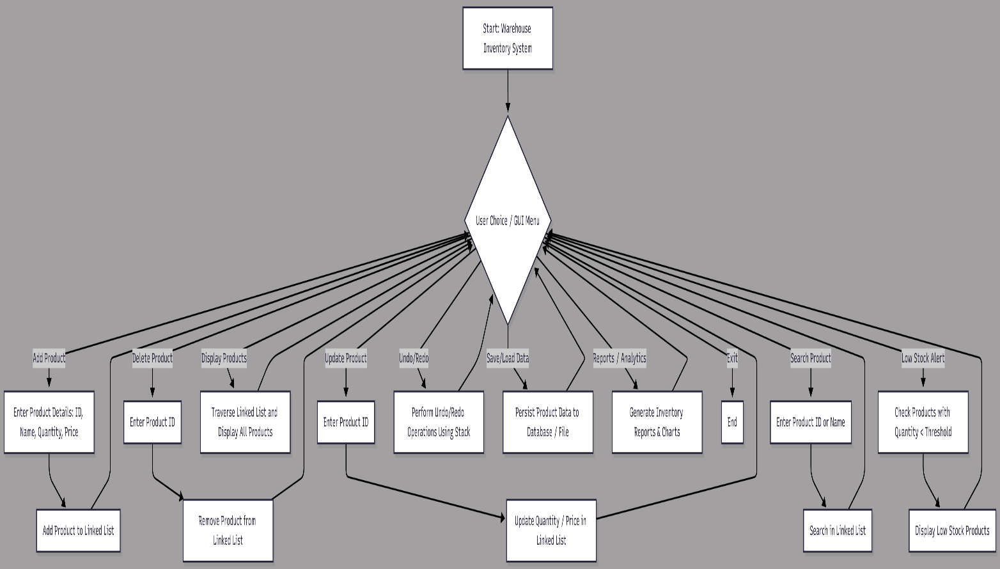 Start: Warehouse
Inventory System
User Choice / GUI Menu
Add Product
Delete Product
Display Products
Update Product
Undo/Redo
Save/Load Data
Reports / Analytics
Exit
Search Product
Low Stock Alert
Enter Product Details: ID,
Name, Quantity, Price
Enter Product ID
Traverse Linked List and
Display All Products
Enter Product ID
Perform Undo/Redo
Operations Using Stack
Persist Product Data to
Database / File
Generate Inventory
Reports & Charts
End
Enter Product ID or Name
Check Products with
Quantity < Threshold
Add Product to Linked List
Remove Product from
Linked List
Update Quantity / Price in
Linked List
Search in Linked List
Display Low Stock Products